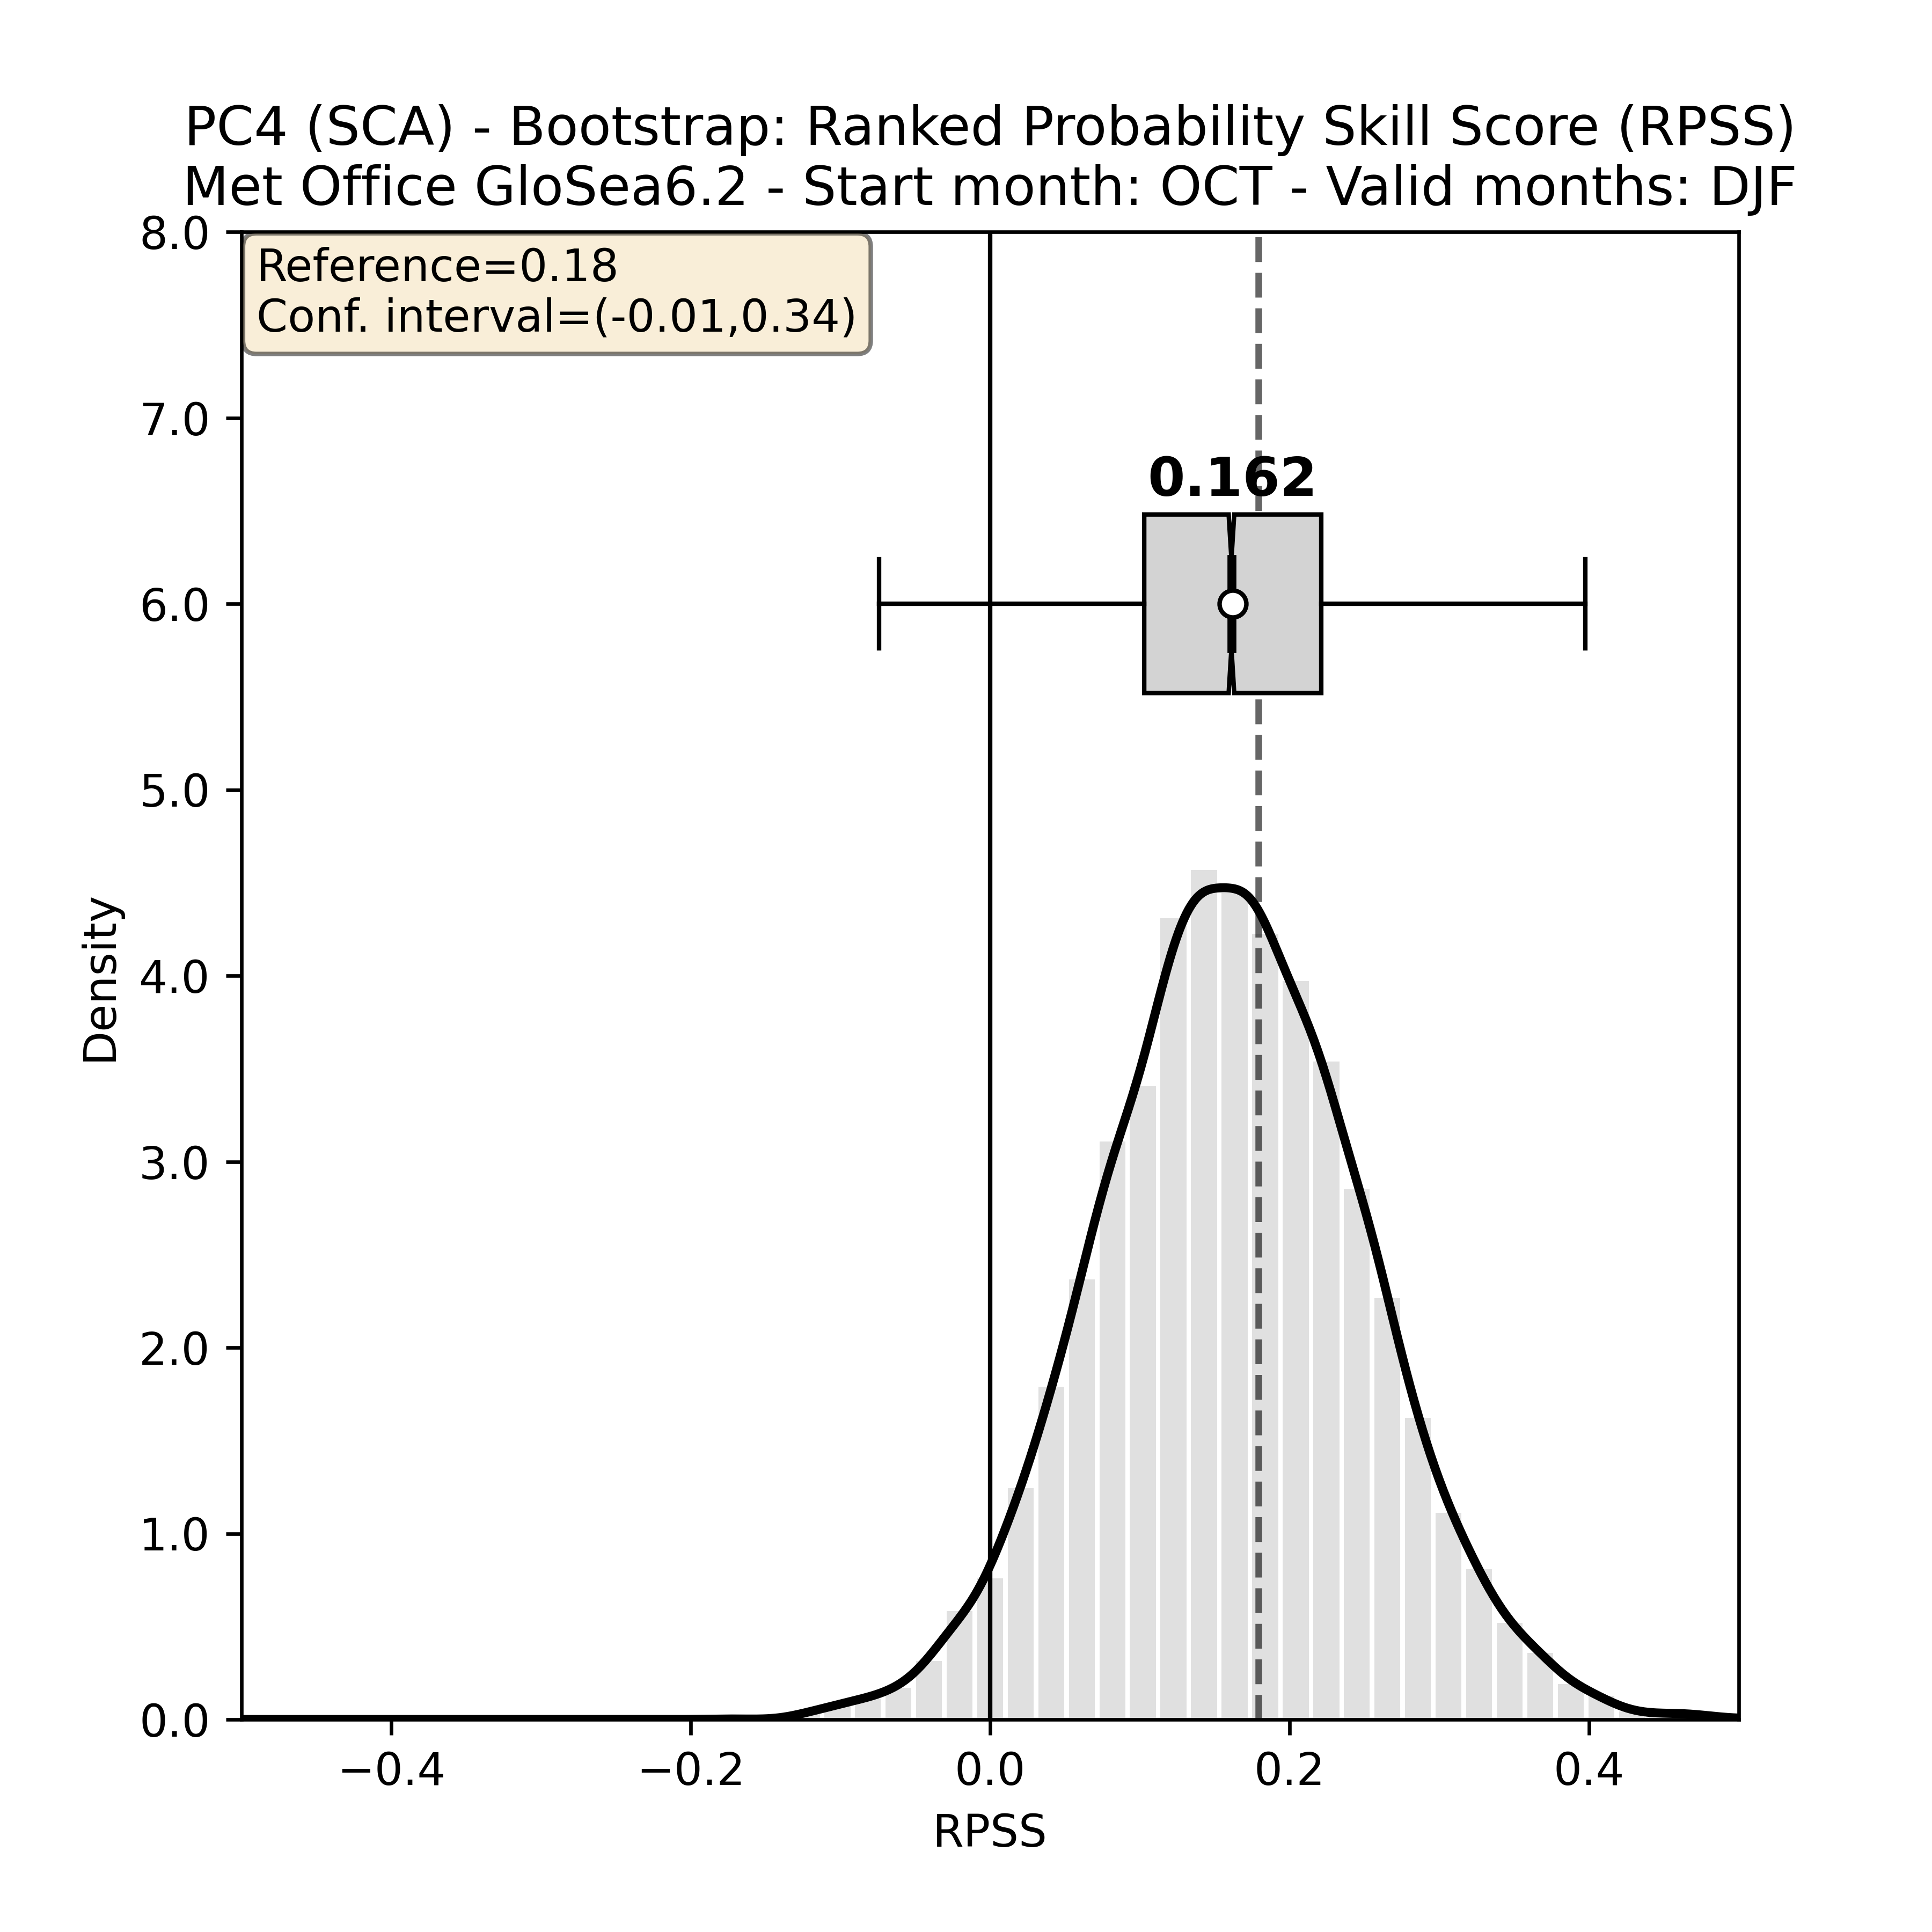 PC4 (SCA) - Bootstrap: Ranked Probability Skill Score (RPSS)
Met Office GloSea6.2 - Start month: OCT - Valid months: DJF
8.0
Reference=0.18
Conf. interval=(-0.01,0.34)
7.0
0.162
6.0
5.0
4.0
3.0
2.0
1.0
0.0
Density
−0.4 −0.2 0.0 0.2 0.4
RPSS